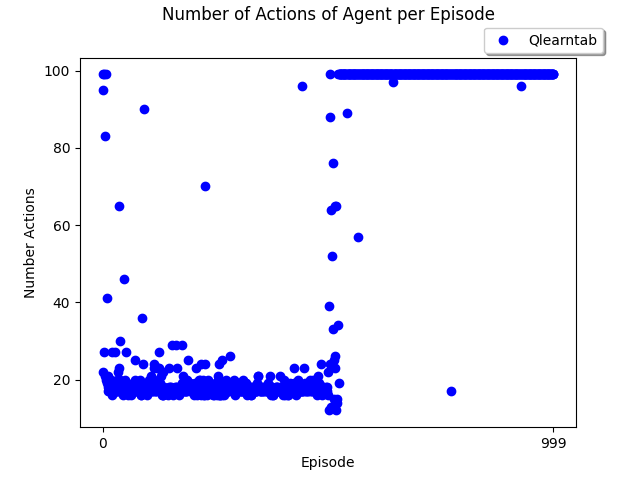 Number of Actions of Agent per Episode
Qlearntab
100
80
60
40
20
Number Actions
0
999
Episode